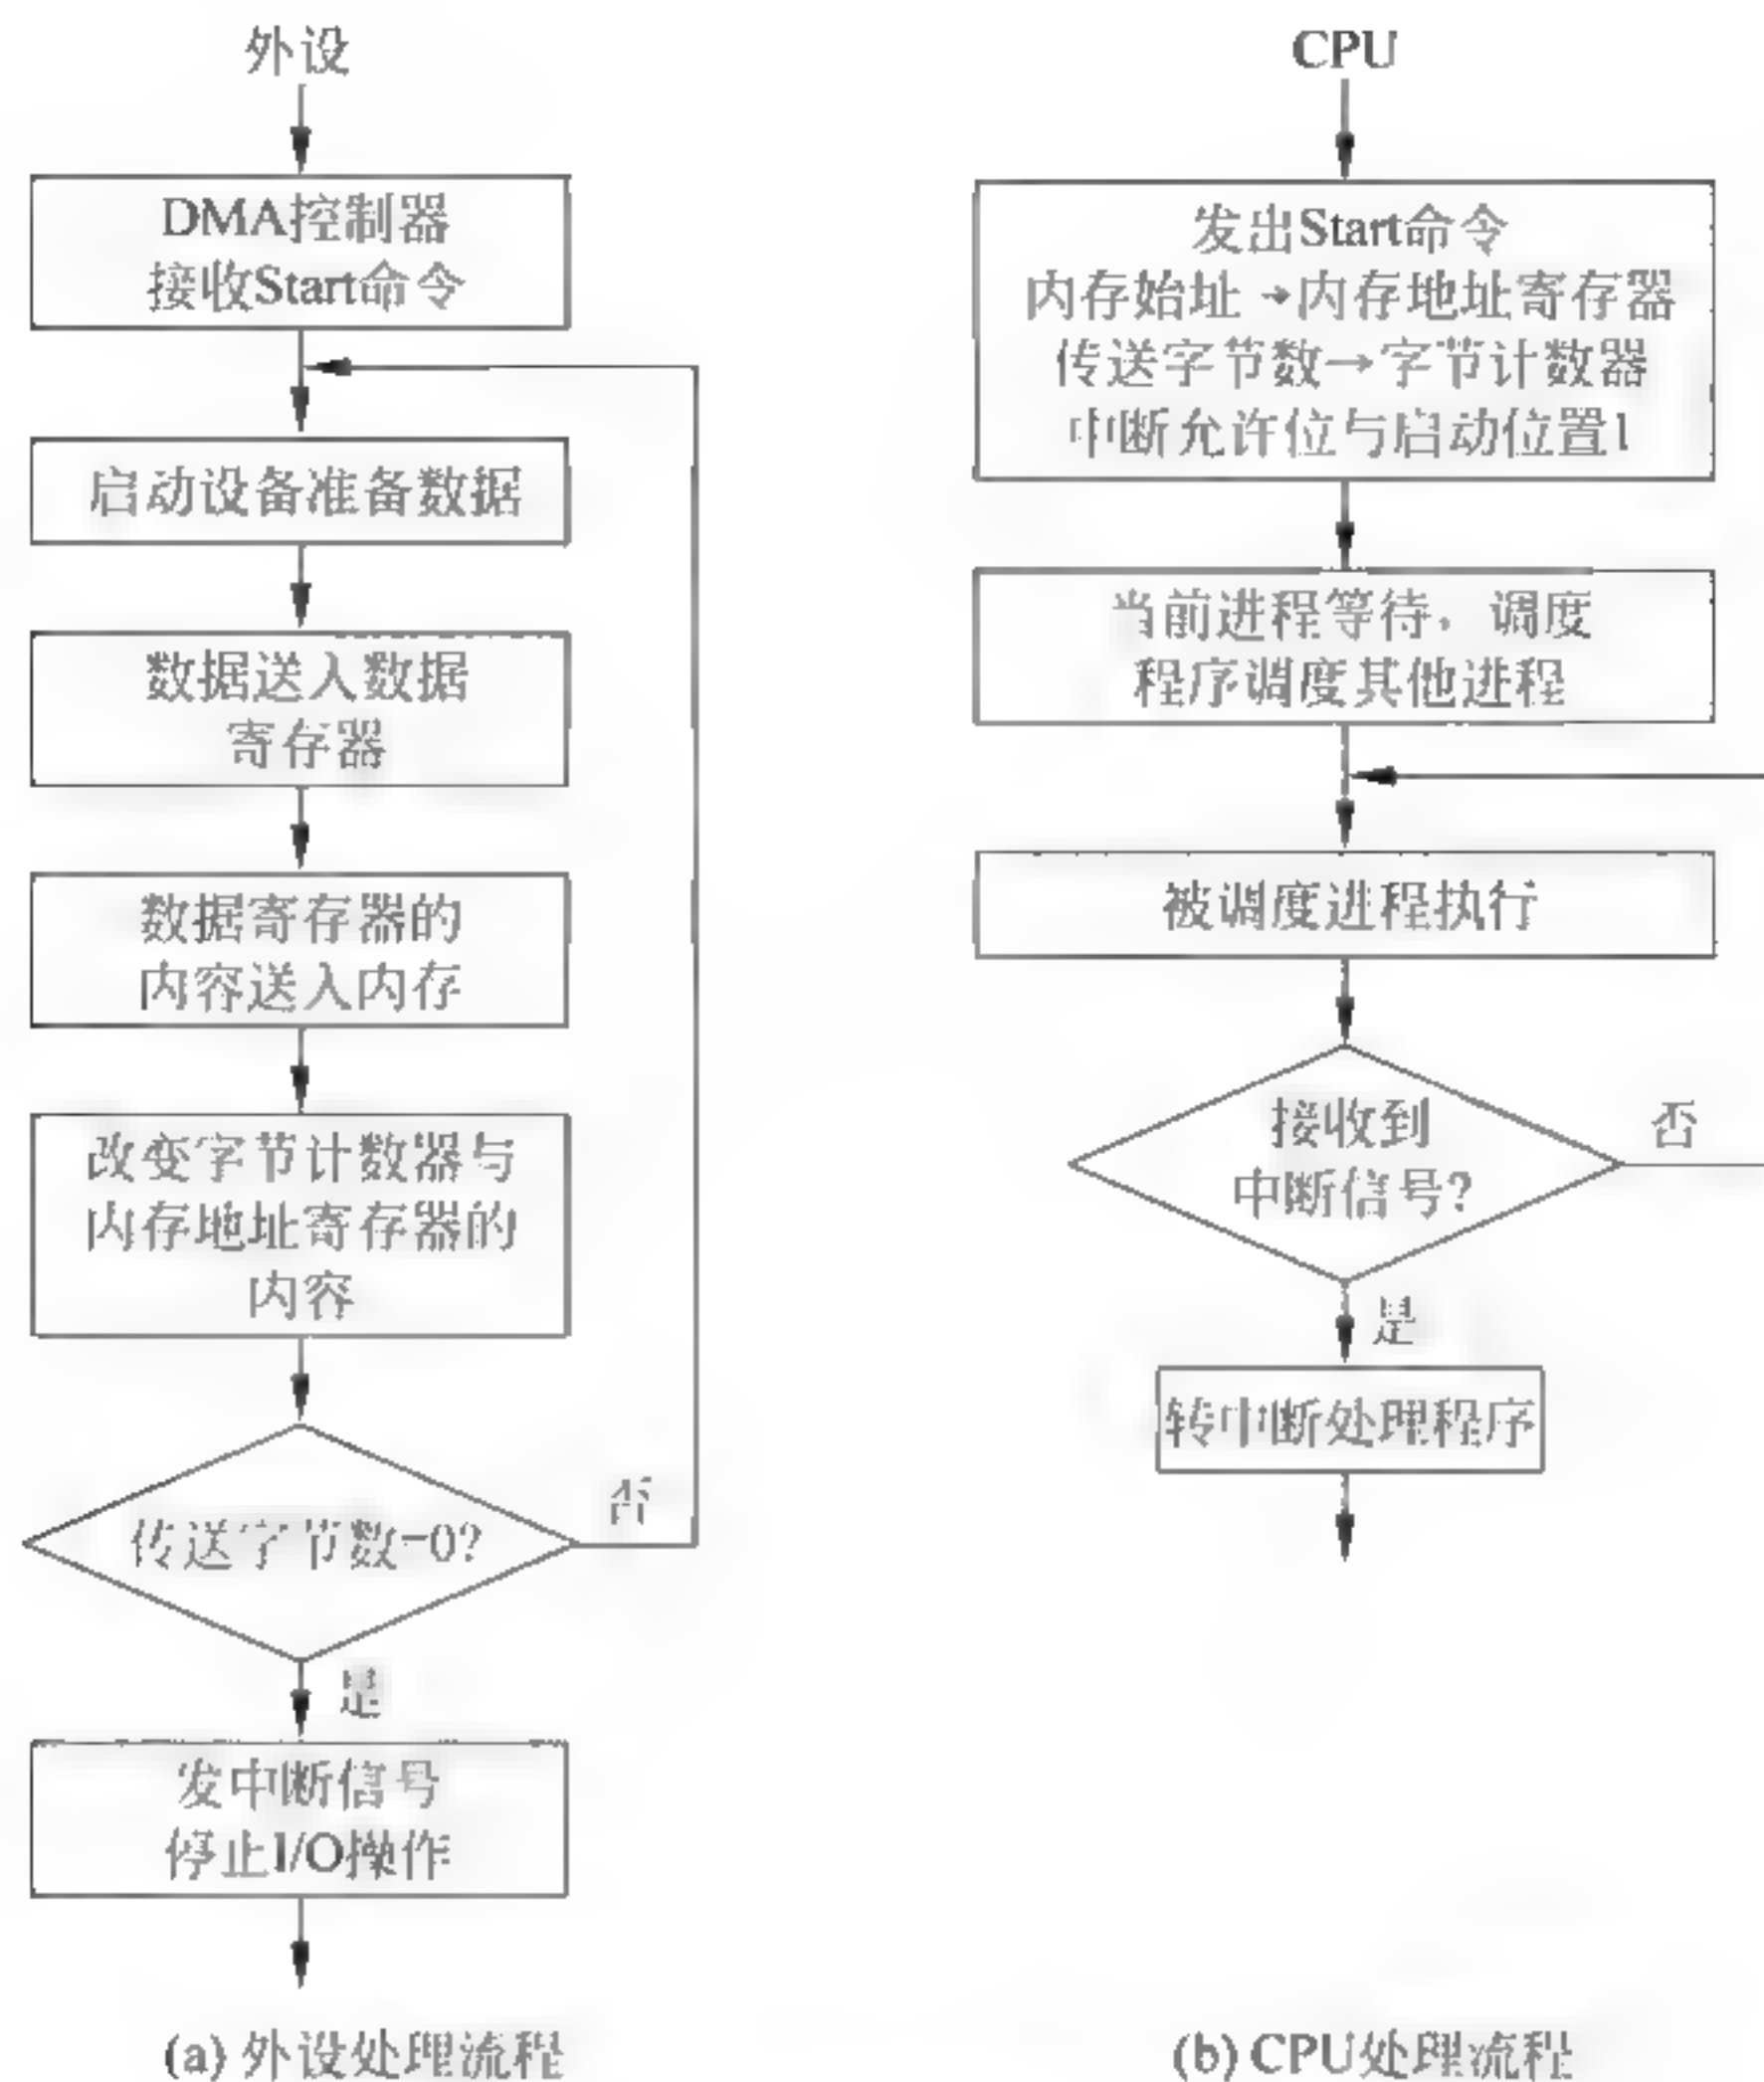 外设
DMA控制器
接收Start命令
启动设备准备数据
数据送入数据
寄存器
数据寄存器的
内容送入内存
改变字节计数器与
内存地址寄存器的
内容
传送字节数=0?
否
是
发中断信号
停止I/O操作
(a) 外设处理流程
CPU
发出Start命令
内存始址→内存地址寄存器
传送字节数→字节计数器
中断允许位与启动位置1
当前进程等待，调度
程序调度其他进程
被调度进程执行
接收到
中断信号?
否
是
转中断处理程序
(b) CPU处理流程